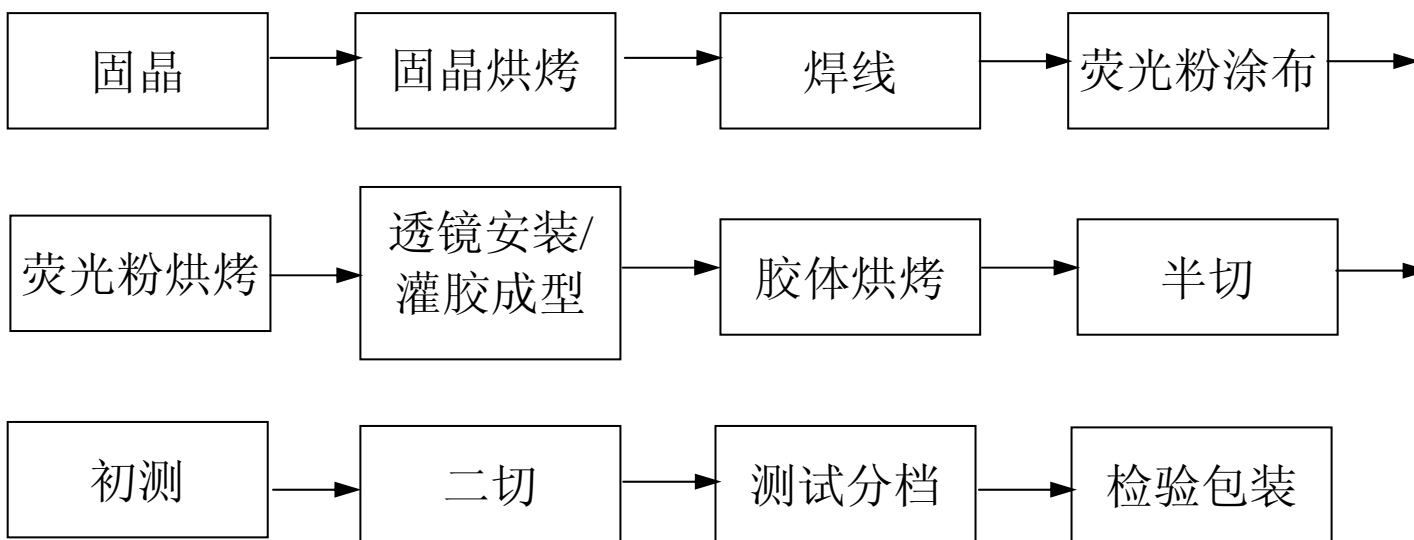 固晶
固晶烘烤
焊线
荧光粉涂布
荧光粉烘烤
透镜安装/
灌胶成型
胶体烘烤
半切
初测
二切
测试分档
检验包装